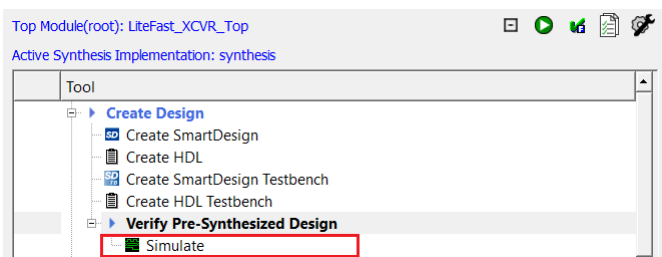 Top Module(root): LiteFast_XCVR_Top
Active Synthesis Implementation: synthesis
Tool
Create Design
SD Create SmartDesign
Create HDL
Create SmartDesign Testbench
Create HDL Testbench
Verify Pre-Synthesized Design
Simulate